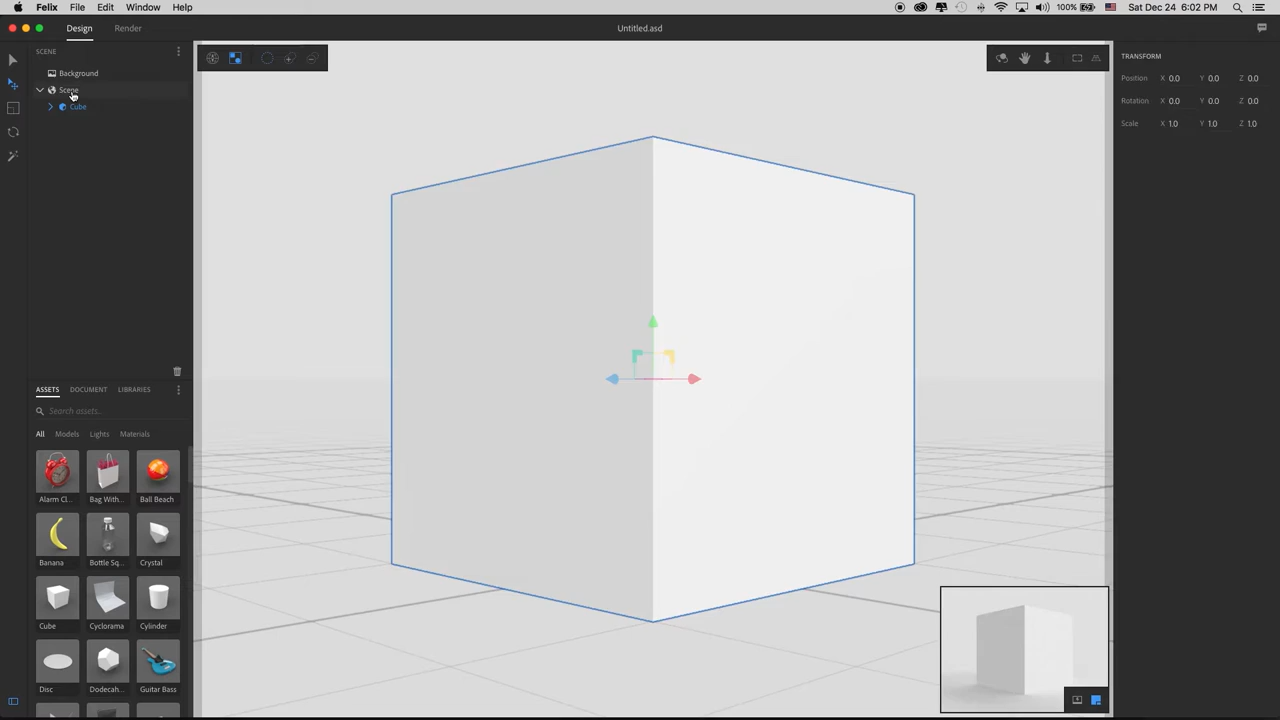 Felix File Edit Window Help 100% Sat Dec 24 6:02 PM
Design Render Untitled.asd
SCENE
Background
Scene
Cube
TRANSFORM
Position X 0.0 Y 0.0 Z 0.0
Rotation X 0.0 Y 0.0 Z 0.0
Scale X 1.0 Y 1.0 Z 1.0
ASSETS DOCUMENT LIBRARIES
Search assets..
All Models Lights Materials
Alarm Cl... Bag With... Ball Beach
Banana Bottle Sq... Crystal
Cube Cyclorama Cylinder
Disc Dodecah... Guitar Bass